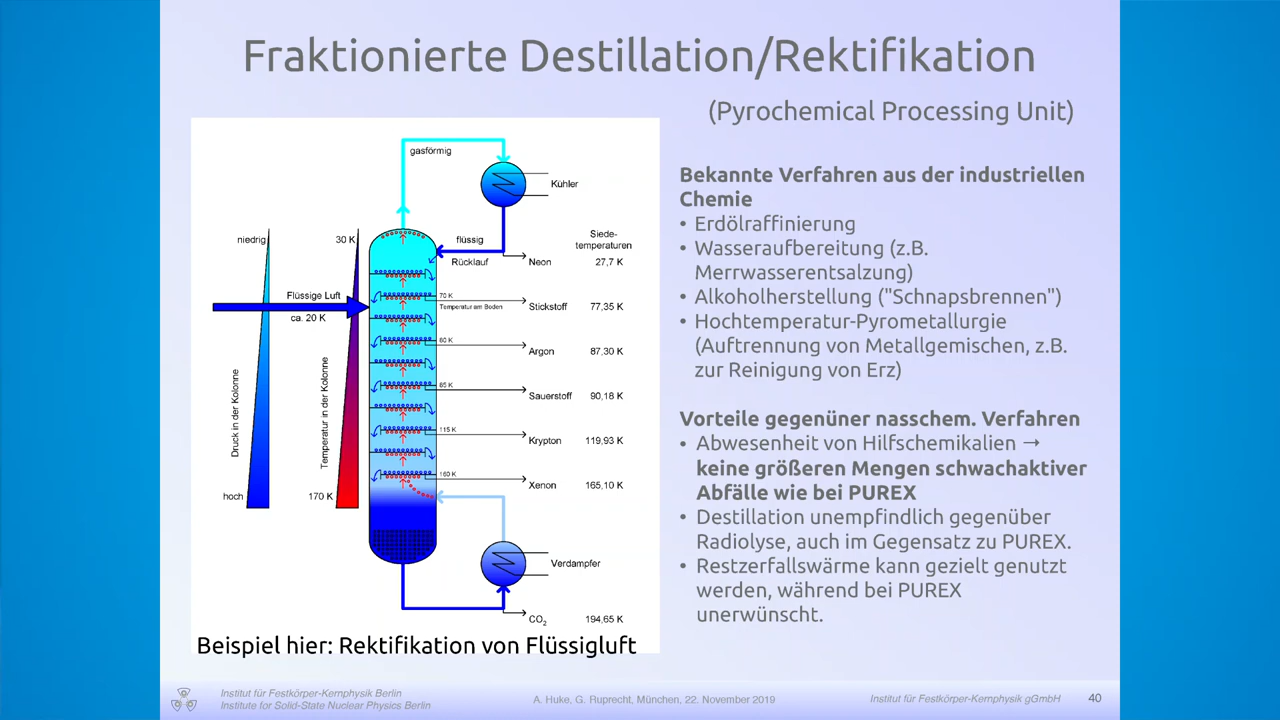 Fraktionierte Destillation/Rektifikation
(Pyrochemical Processing Unit)
gasförmig
Kühler
niedrig
30 K
flüssig
Rücklauf
Siede-
temperaturen
Neon
27,7 K
Flüssige Luft
ca. 20 K
70 K
Temperatur am Boden
Stickstoff
77,35 K
80 K
Argon
87,30 K
85 K
Sauerstoff
90,18 K
Druck in der Kolonne
Temperatur in der Kolonne
115 K
Krypton
119,93 K
160 K
Xenon
165,10 K
hoch
170 K
Verdampfer
CO2
194,65 K
Beispiel hier: Rektifikation von Flüssigluft
Bekannte Verfahren aus der industriellen
Chemie
• Erdölraffinierung
• Wasseraufbereitung (z.B.
Merrwasserentsalzung)
• Alkoholherstellung ("Schnapsbrennen")
• Hochtemperatur-Pyrometallurgie
(Auftrennung von Metallgemischen, z.B.
zur Reinigung von Erz)
Vorteile gegenüner nasschem. Verfahren
• Abwesenheit von Hilfschemikalien →
keine größeren Mengen schwachaktiver
Abfälle wie bei PUREX
• Destillation unempfindlich gegenüber
Radiolyse, auch im Gegensatz zu PUREX.
• Restzerfallswärme kann gezielt genutzt
werden, während bei PUREX
unerwünscht.
Institut für Festkörper-Kernphysik Berlin
Institute for Solid-State Nuclear Physics Berlin
A. Huke, G. Ruprecht, München, 22. November 2019
Institut für Festkörper-Kernphysik gGmbH
40